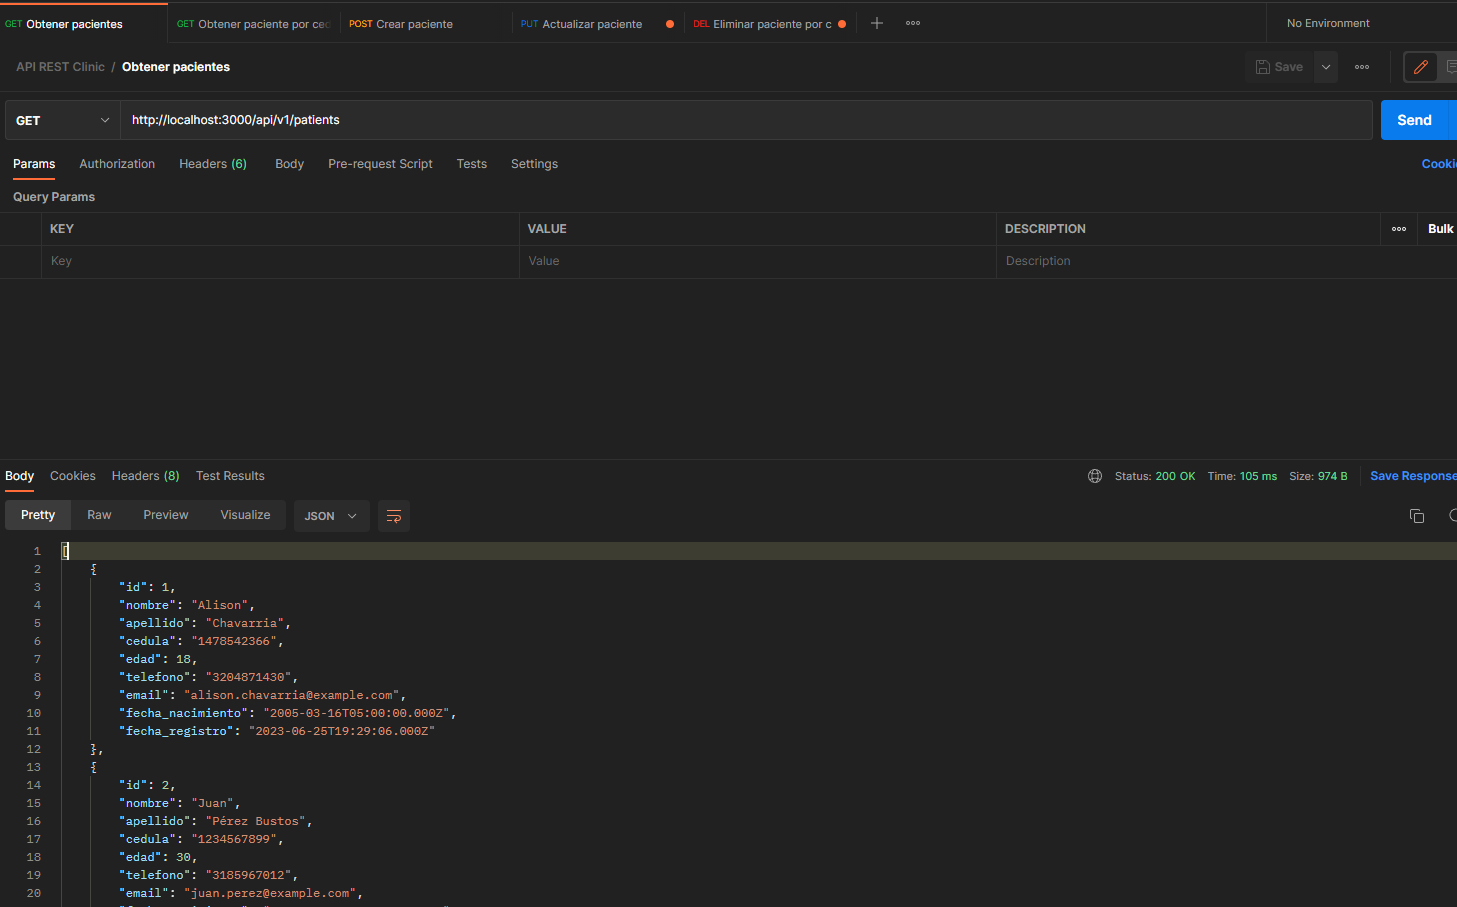 GET Obtener pacientes GET Obtener paciente por ced POST Crear paciente PUT Actualizar paciente DEL Eliminar paciente por c No Environment
API REST Clinic / Obtener pacientes Save
GET http://localhost:3000/api/v1/patients Send
Params Authorization Headers (6) Body Pre-request Script Tests Settings Cookie
Query Params
KEY VALUE DESCRIPTION Bulk
Key Value Description
Body Cookies Headers (8) Test Results Status: 200 OK Time: 105 ms Size: 974 B Save Response
Pretty Raw Preview Visualize JSON
1 [
2 {
3 "id": 1,
4 "nombre": "Alison",
5 "apellido": "Chavarria",
6 "cedula": "1478542366",
7 "edad": 18,
8 "telefono": "3204871430",
9 "email": "alison.chavarria@example.com",
10 "fecha_nacimiento": "2005-03-16T05:00:00.000Z",
11 "fecha_registro": "2023-06-25T19:29:06.000Z"
12 },
13 {
14 "id": 2,
15 "nombre": "Juan",
16 "apellido": "Pérez Bustos",
17 "cedula": "1234567899",
18 "edad": 30,
19 "telefono": "3185967012",
20 "email": "juan.perez@example.com",